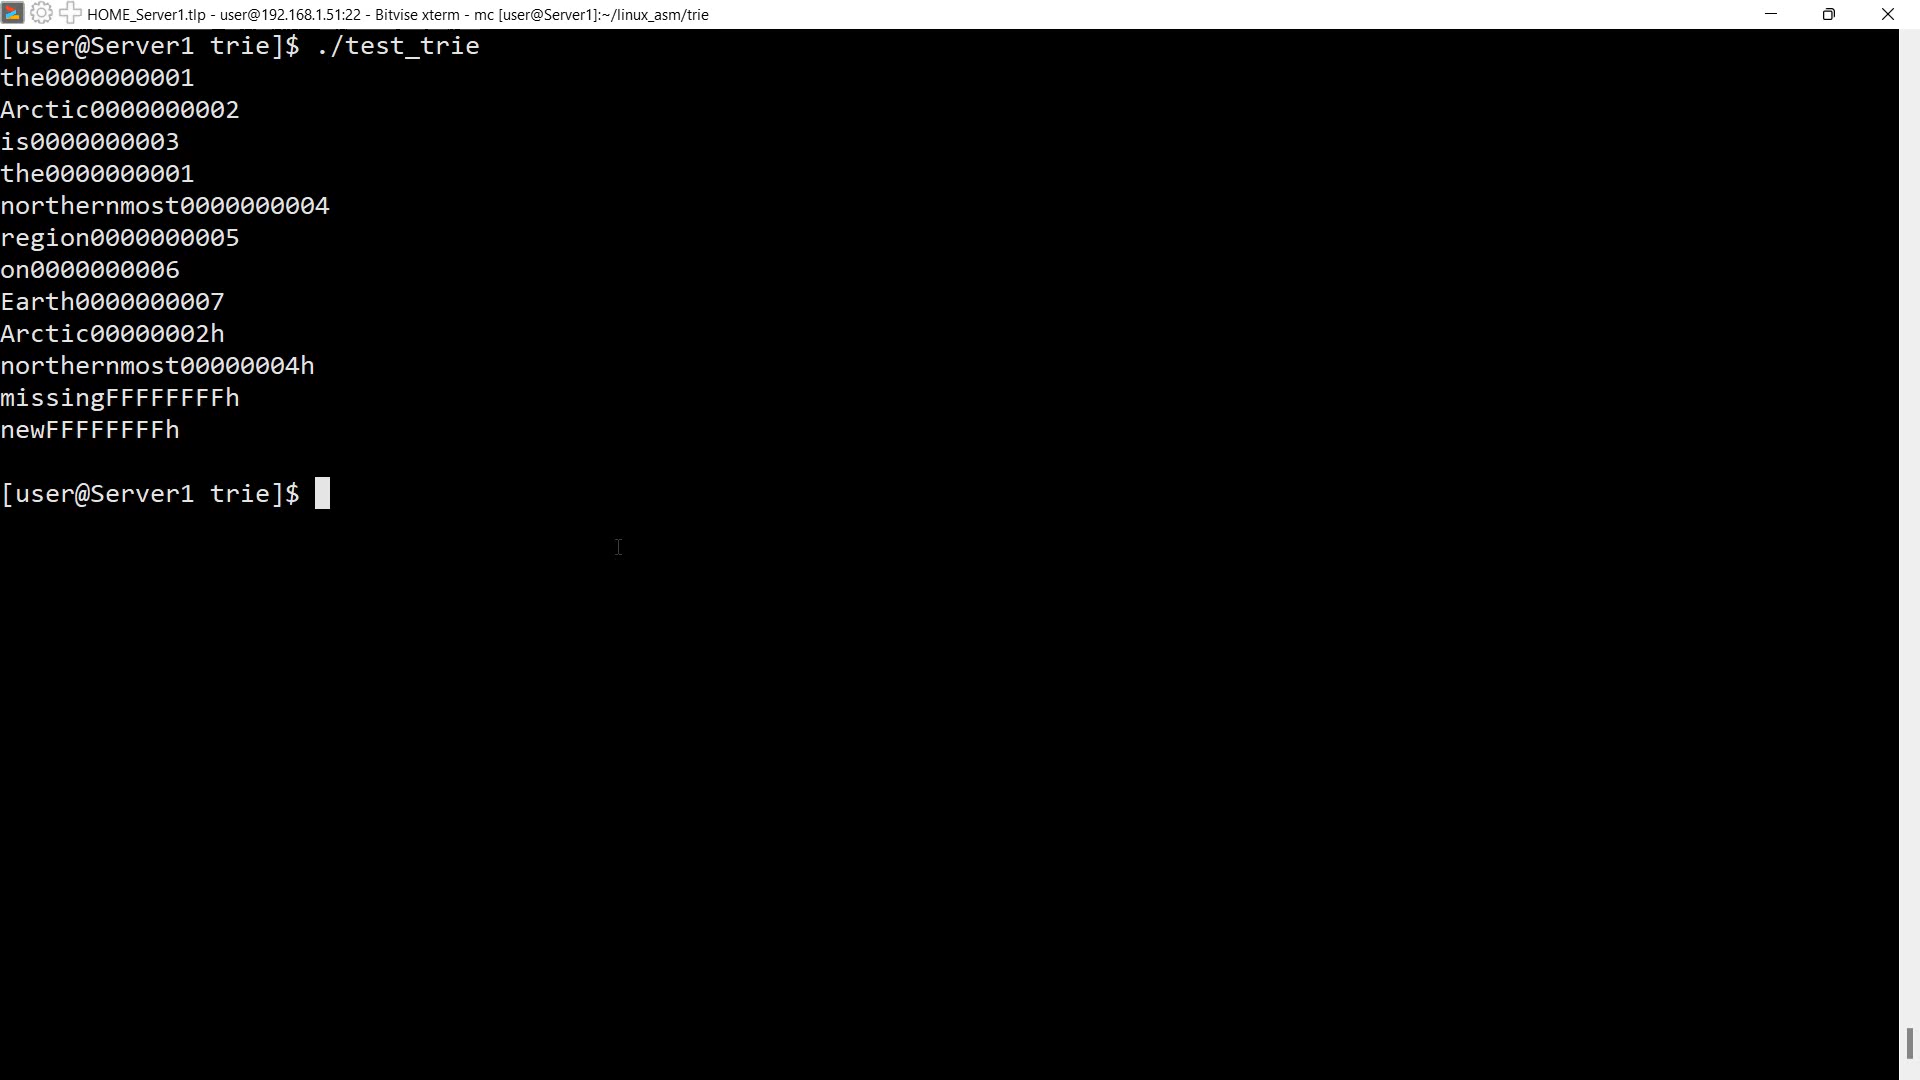 HOME_Server1.tlp - user@192.168.1.51:22 - Bitvise xterm - mc [user@Server1]:~/linux_asm/trie
[user@Server1 trie]$ ./test_trie
the0000000001
Arctic0000000002
is0000000003
the0000000001
northernmost0000000004
region0000000005
on0000000006
Earth0000000007
Arctic00000002h
northernmost00000004h
missingFFFFFFFFh
newFFFFFFFFh
[user@Server1 trie]$